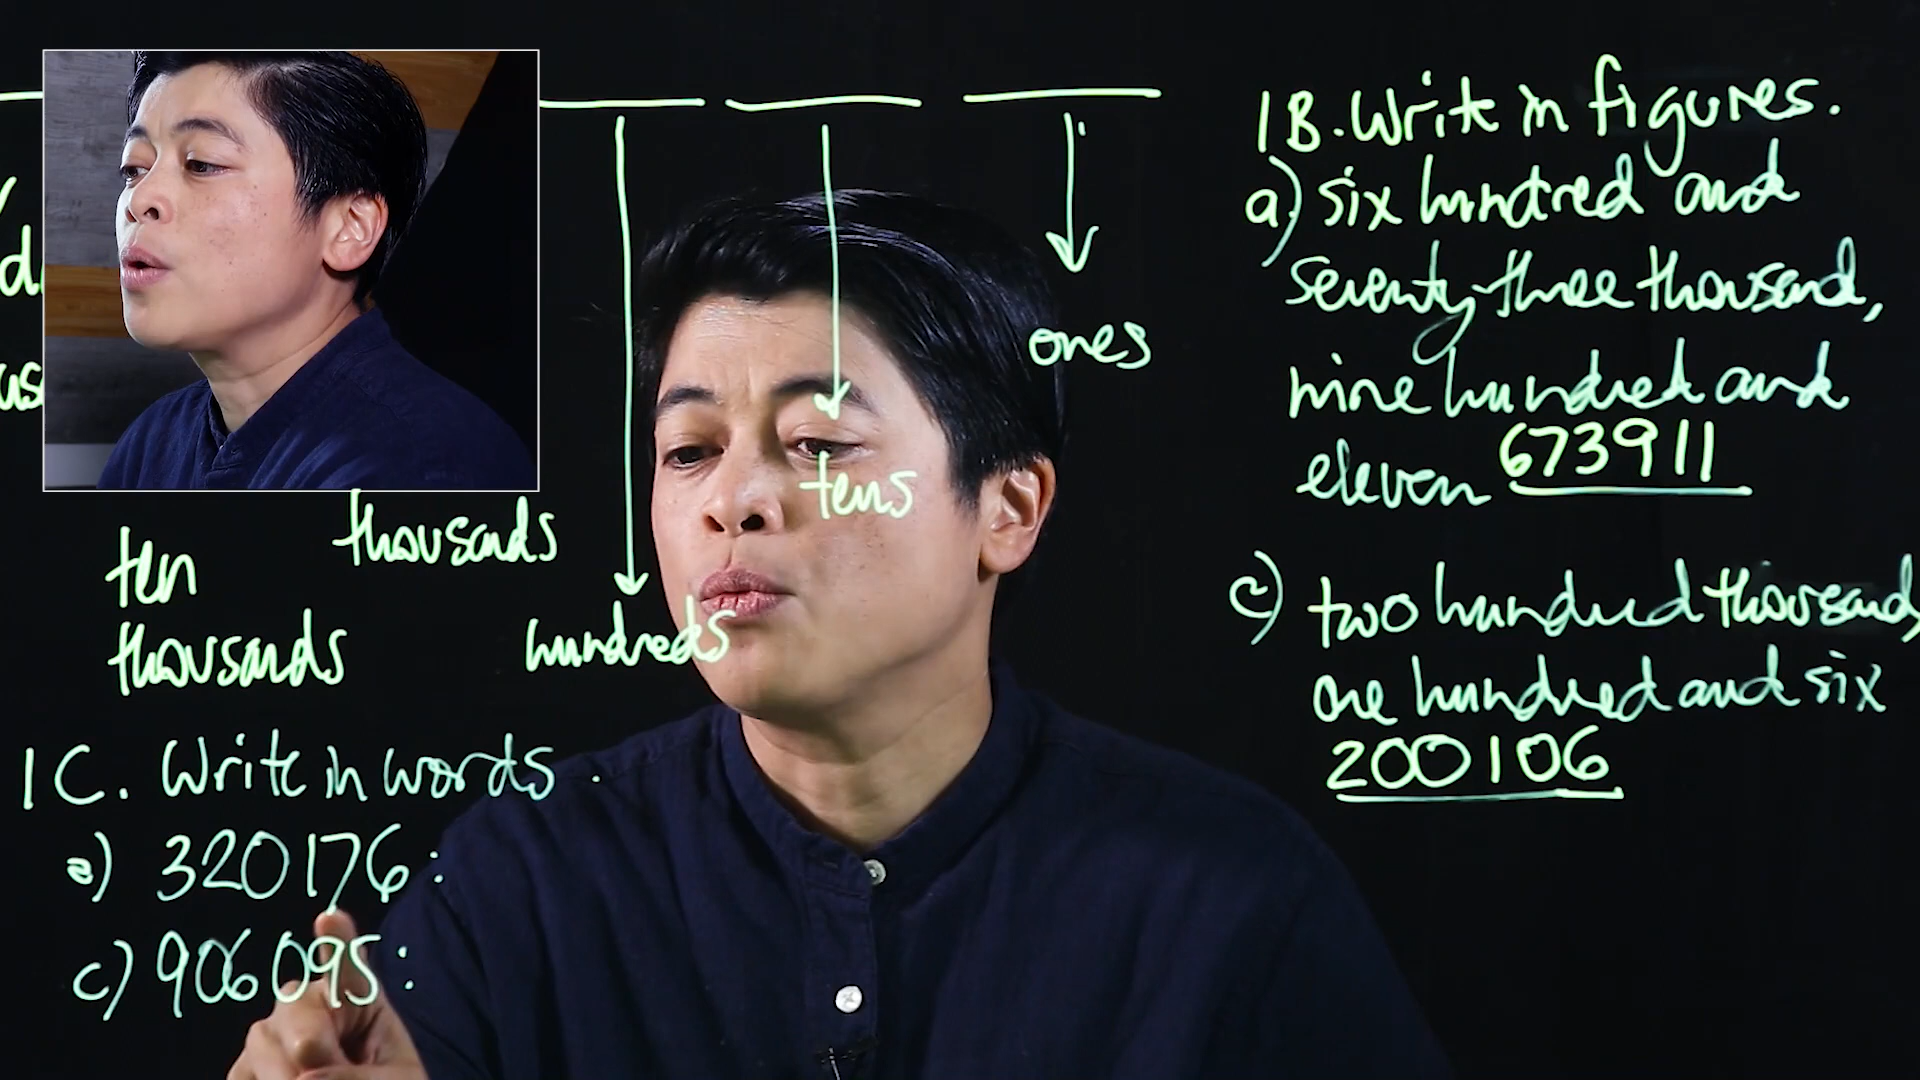 ten
thousands
thousands
hundreds
tens
ones
1C. Write in words.
a) 320176:
c) 906095:
1B. Write in figures.
a) six hundred and
seventy-three thousand,
nine hundred and
eleven 673911
c) two hundred thousand,
one hundred and six
200106